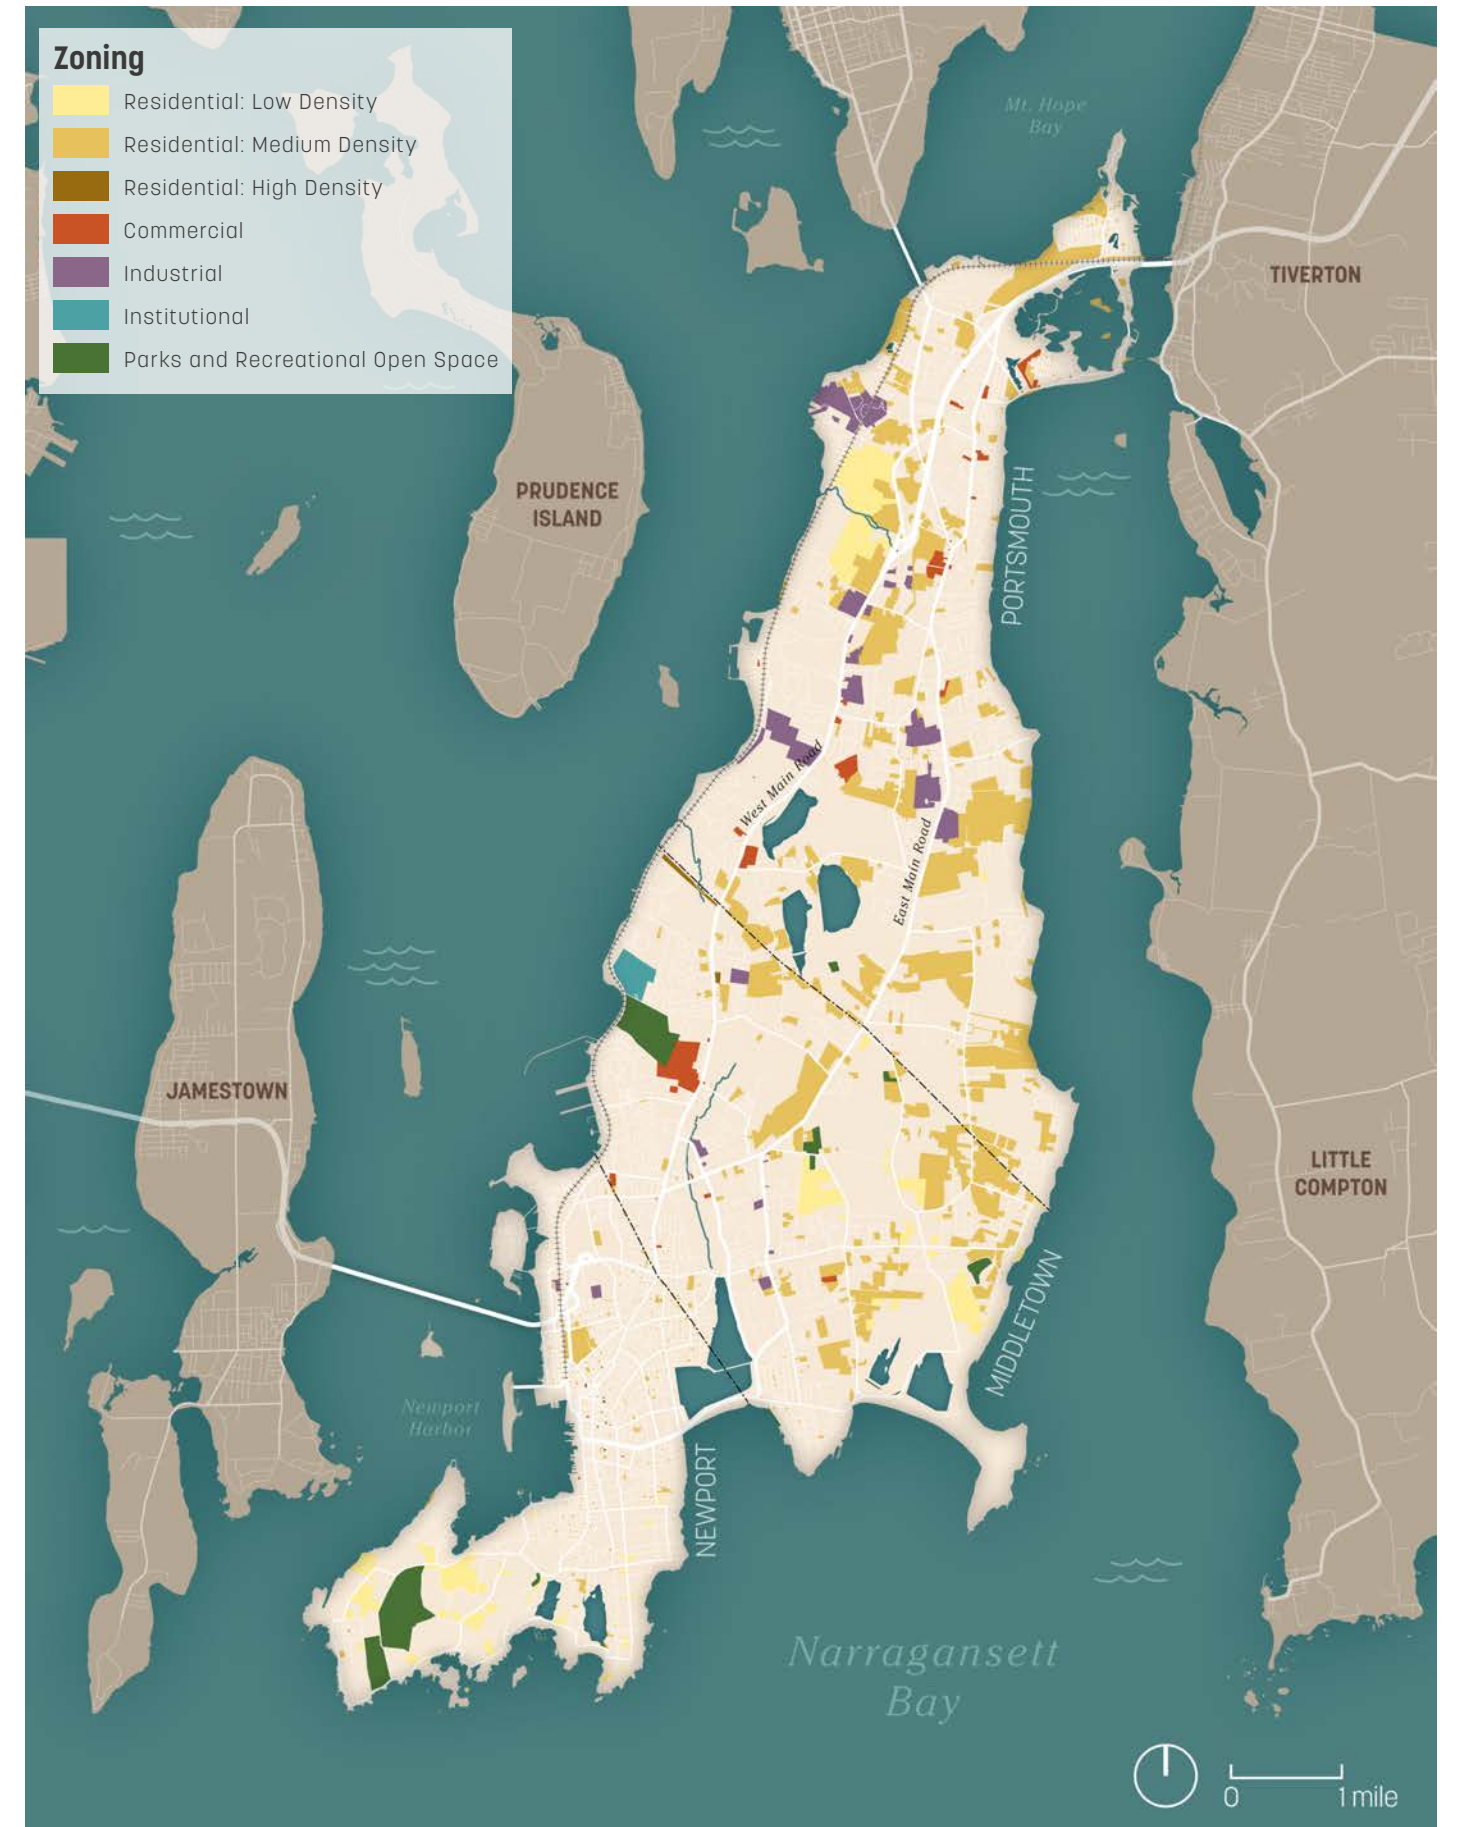 Zoning
Residential: Low Density
Residential: Medium Density
Residential: High Density
Commercial
Industrial
Institutional
Parks and Recreational Open Space
Mt. Hope
Bay
TIVERTON
PRUDENCE
ISLAND
PORTSMOUTH
West Main Road
East Main Road
JAMESTOWN
LITTLE
COMPTON
MIDDLETOWN
Newport
Harbor
NEWPORT
Narragansett
Bay
0
1 mile